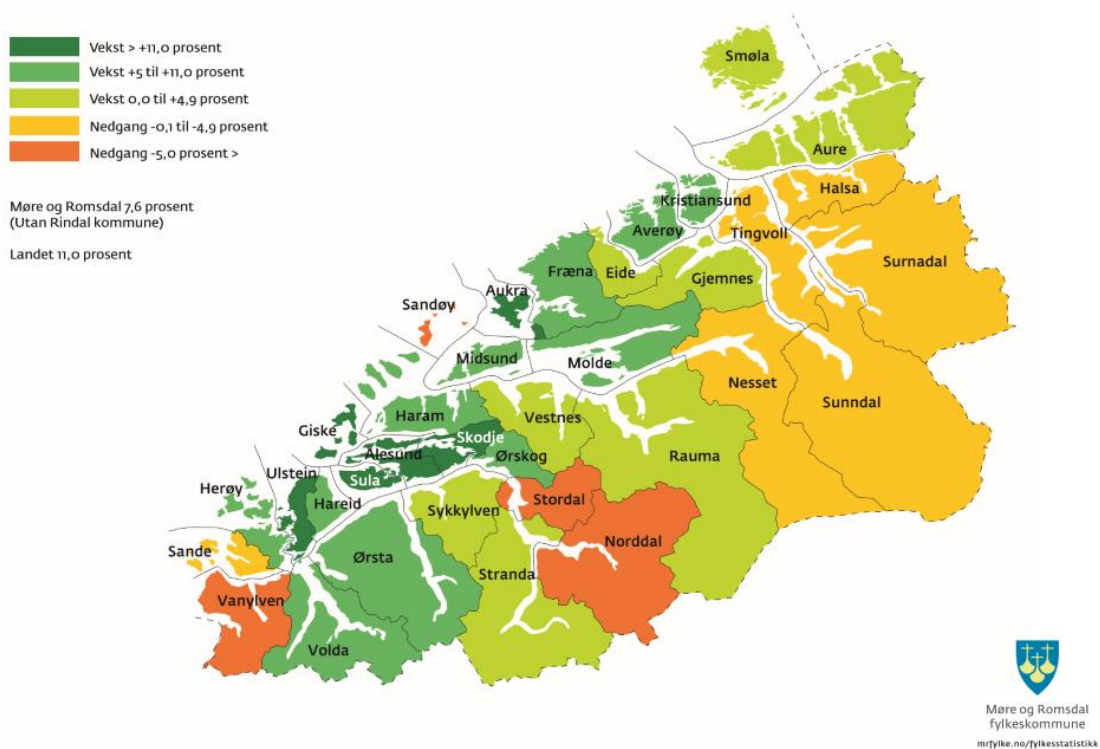 Vekst > +11,0 prosent
Vekst +5 til +11,0 prosent
Vekst 0,0 til +4,9 prosent
Nedgang -0,1 til -4,9 prosent
Nedgang -5,0 prosent >
Møre og Romsdal 7,6 prosent
(Utan Rindal kommune)
Landet 11,0 prosent
Smøla
Aure
Halsa
Kristiansund
Averøy
Tingvoll
Surnadal
Fræna
Eide
Gjemnes
Aukra
Sandøy
Midsund
Molde
Nesset
Sunndal
Haram
Vestnes
Giske
Skodje
Ålesund
Ørskog
Rauma
Ulstein
Sula
Herøy
Hareid
Sykkylven
Stordal
Norddal
Sande
Ørsta
Stranda
Vanylven
Volda
Møre og Romsdal
fylkeskommune
mrfylke.no/fylkesstatistikk